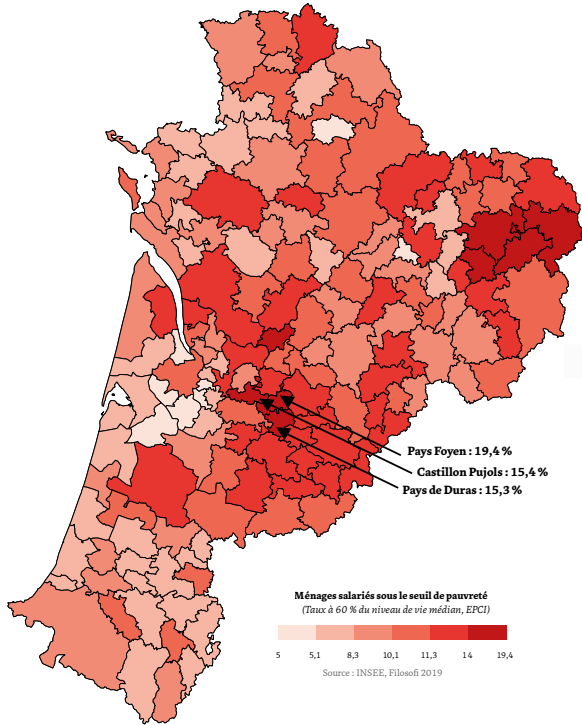 Pays Foyen : 19,4 %
Castillon Pujols : 15,4 %
Pays de Duras : 15,3 %
Ménages salariés sous le seuil de pauvreté
(Taux à 60 % du niveau de vie médian, EPCI)
5 5,1 8,3 10,1 11,3 14 19,4
Source : INSEE, Filosofi 2019